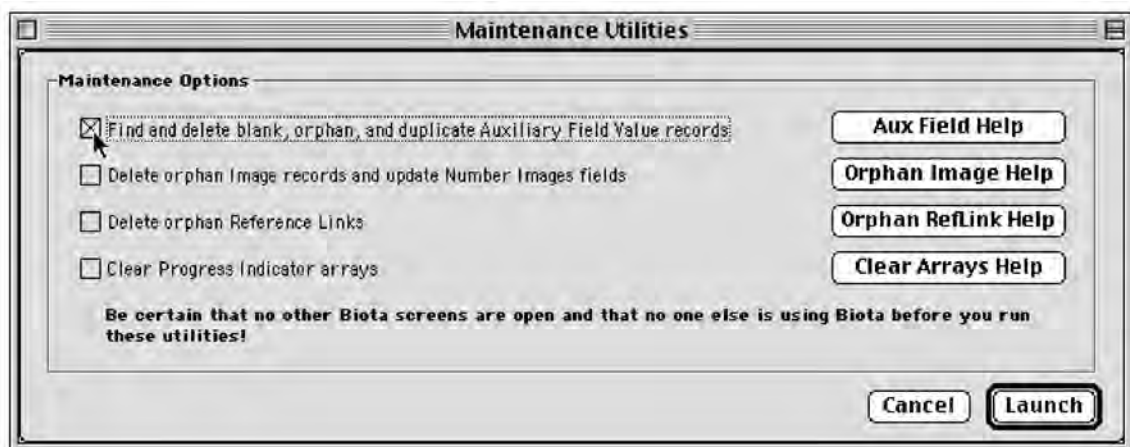 Maintenance Utilities
Maintenance Options
Find and delete blank, orphan, and duplicate Auxiliary Field Value records
Aux Field Help
Delete orphan Image records and update Number Images fields
Orphan Image Help
Delete orphan Reference Links
Orphan RefLink Help
Clear Progress Indicator arrays
Clear Arrays Help
Be certain that no other Biota screens are open and that no one else is using Biota before you run
these utilities!
Cancel
Launch